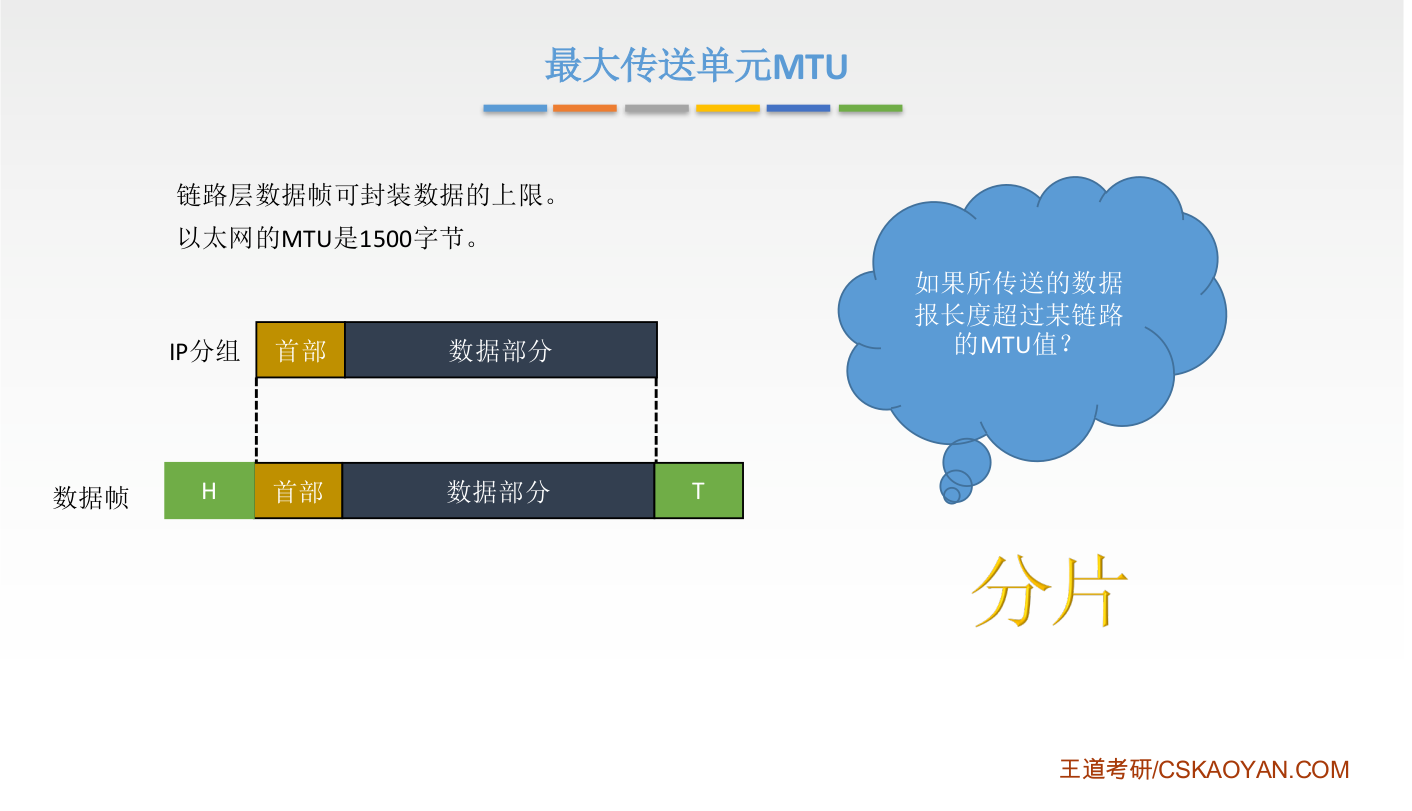 最大传送单元MTU
链路层数据帧可封装数据的上限。
以太网的MTU是1500字节。
如果所传送的数据
报长度超过某链路
的MTU值?
IP分组
首部
数据部分
数据帧
H
首部
数据部分
T
分片
王道考研/CSKAOYAN.COM